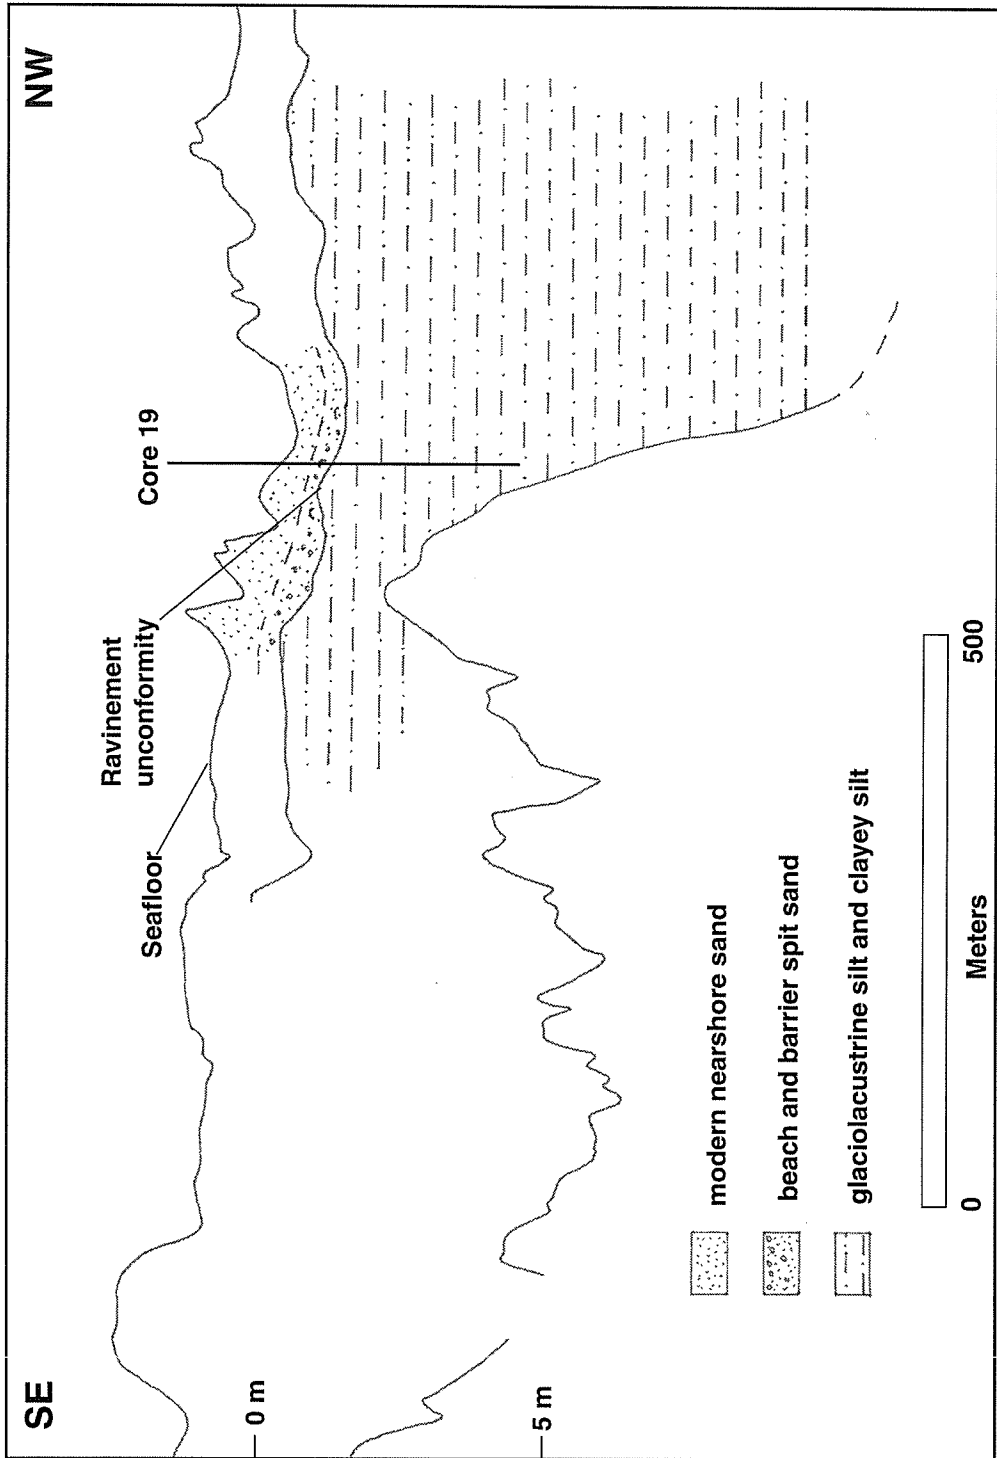 SE
NW
Core 19
Ravinement
unconformity
Seafloor
0 m
5 m
modern nearshore sand
beach and barrier spit sand
glaciolacustrine silt and clayey silt
0
500
Meters